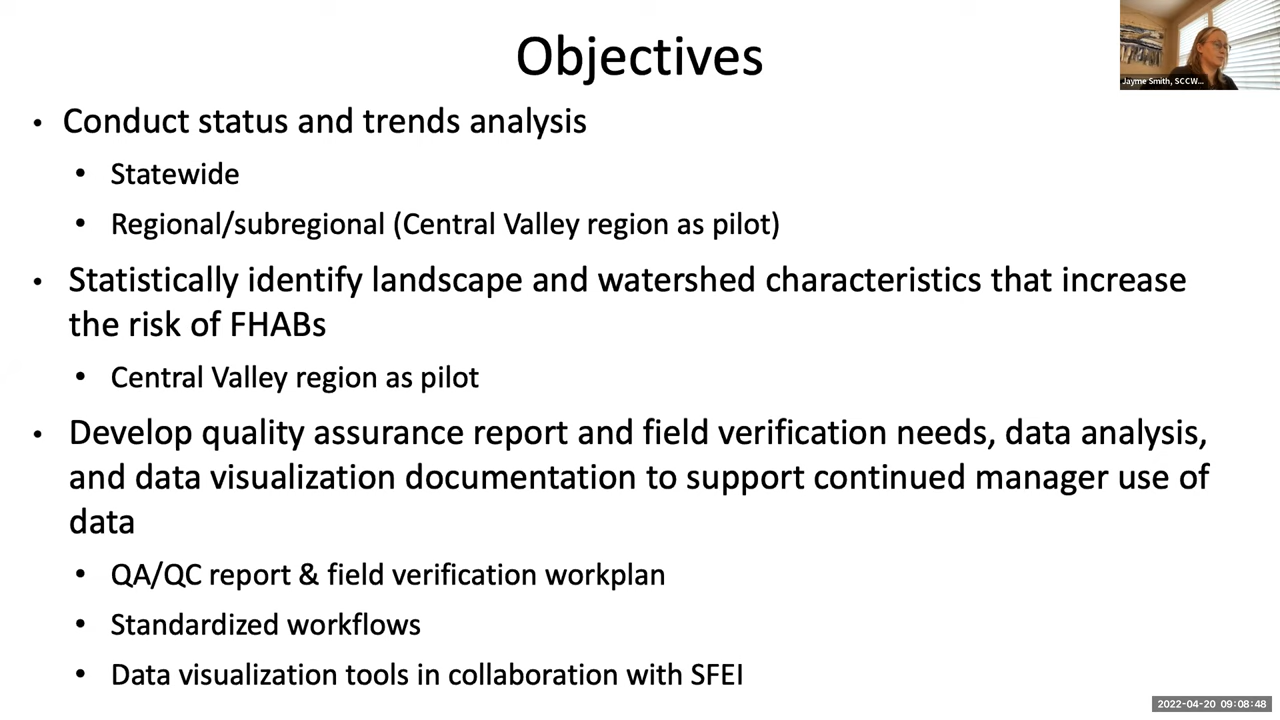 Objectives
Jayme Smith, SCCW...
• Conduct status and trends analysis
• Statewide
• Regional/subregional (Central Valley region as pilot)
• Statistically identify landscape and watershed characteristics that increase
the risk of FHABs
• Central Valley region as pilot
• Develop quality assurance report and field verification needs, data analysis,
and data visualization documentation to support continued manager use of
data
• QA/QC report & field verification workplan
• Standardized workflows
• Data visualization tools in collaboration with SFEI
2022-04-20 09:08:48